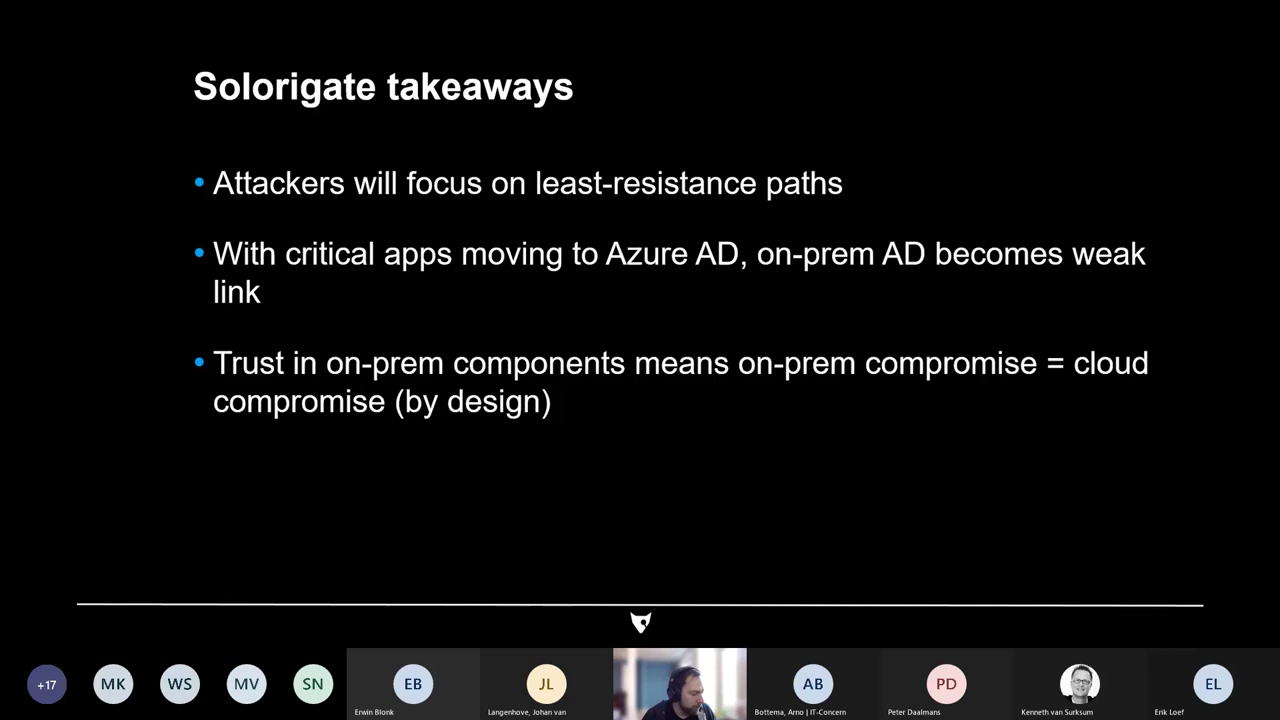 Solorigate takeaways
• Attackers will focus on least-resistance paths
• With critical apps moving to Azure AD, on-prem AD becomes weak
link
• Trust in on-prem components means on-prem compromise = cloud
compromise (by design)
+17
MK
WS
MV
SN
EB
JL
AB
PD
EL
Erwin Blonk
Langenhove, Johan van
Bottema, Arno | IT-Concern
Peter Daalmans
Kenneth van Surksum
Erik Loef